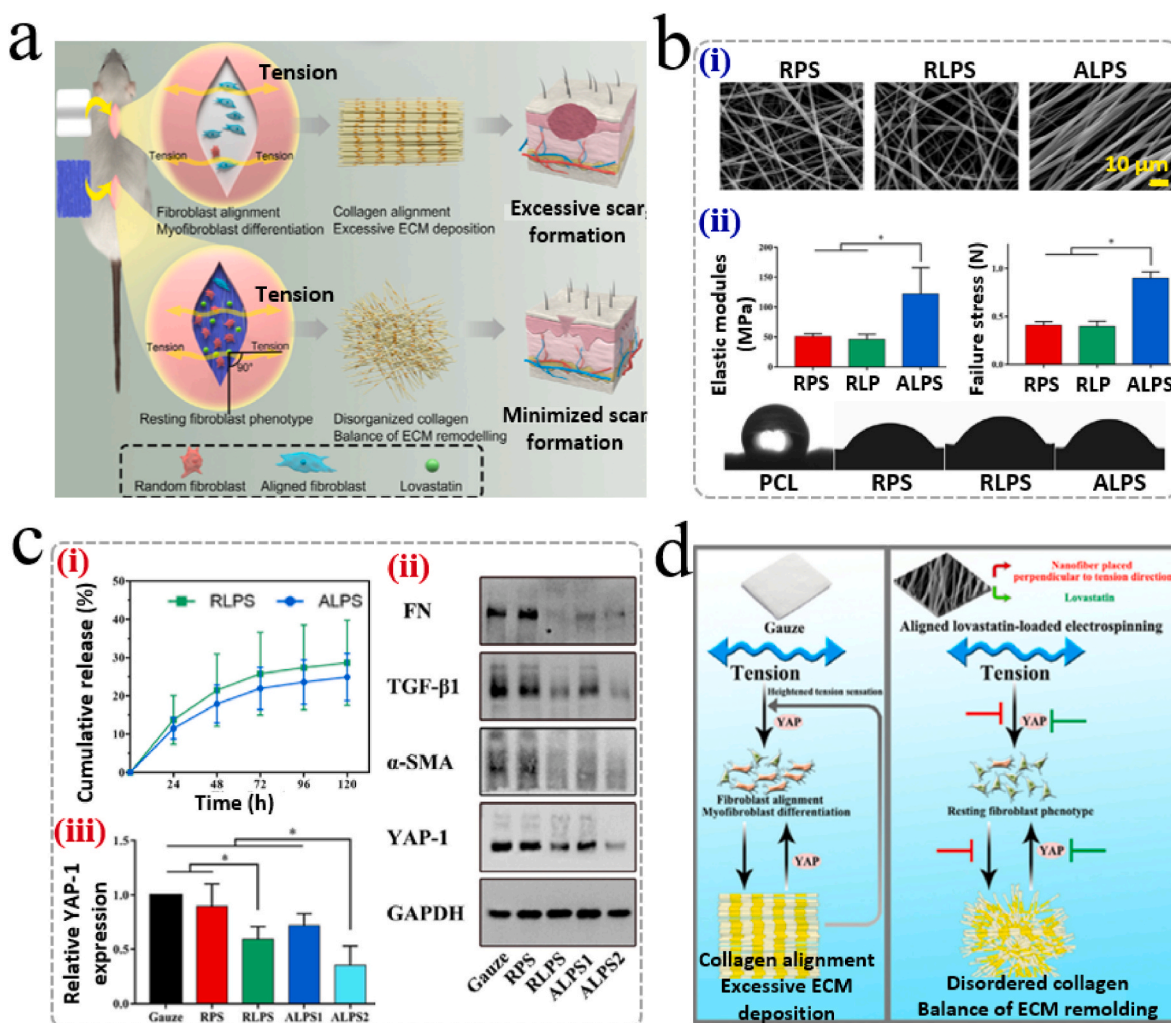 a
Tension
Tension
Tension
Fibroblast alignment
Myofibroblast differentiation
Collagen alignment
Excessive ECM deposition
Excessive scar
formation
Tension
Tension
Tension
90°
Resting fibroblast phenotype
Disorganized collagen
Balance of ECM remodelling
Minimized scar
formation
Random fibroblast
Aligned fibroblast
Lovastatin
b
(i)
RPS
RLPS
ALPS
10 μm
(ii)
Elastic modules
(MPa)
200
150
100
50
0
*
RPS
RLP
ALPS
Failure stress (N)
1.0
0.5
0.0
*
RPS
RLP
ALPS
PCL
RPS
RLPS
ALPS
c
(i)
Cumulative release (%)
50
40
30
20
10
0
RLPS
ALPS
24
48
72
96
120
Time (h)
(ii)
FN
TGF-β1
α-SMA
YAP-1
GAPDH
Gauze
RPS
RLPS
ALPS1
ALPS2
(iii)
Relative YAP-1
expression
1.5
1.0
0.5
0.0
*
*
Gauze
RPS
RLPS
ALPS1
ALPS2
d
Gauze
Tension
Heightened tension sensation
YAP
Fibroblast alignment
Myofibroblast differentiation
YAP
Collagen alignment
Excessive ECM
deposition
Nanofiber placed
perpendicular to tension direction
Lovastatin
Aligned lovastatin-loaded electrospinning
Tension
YAP
Resting fibroblast phenotype
YAP
Disordered collagen
Balance of ECM remolding